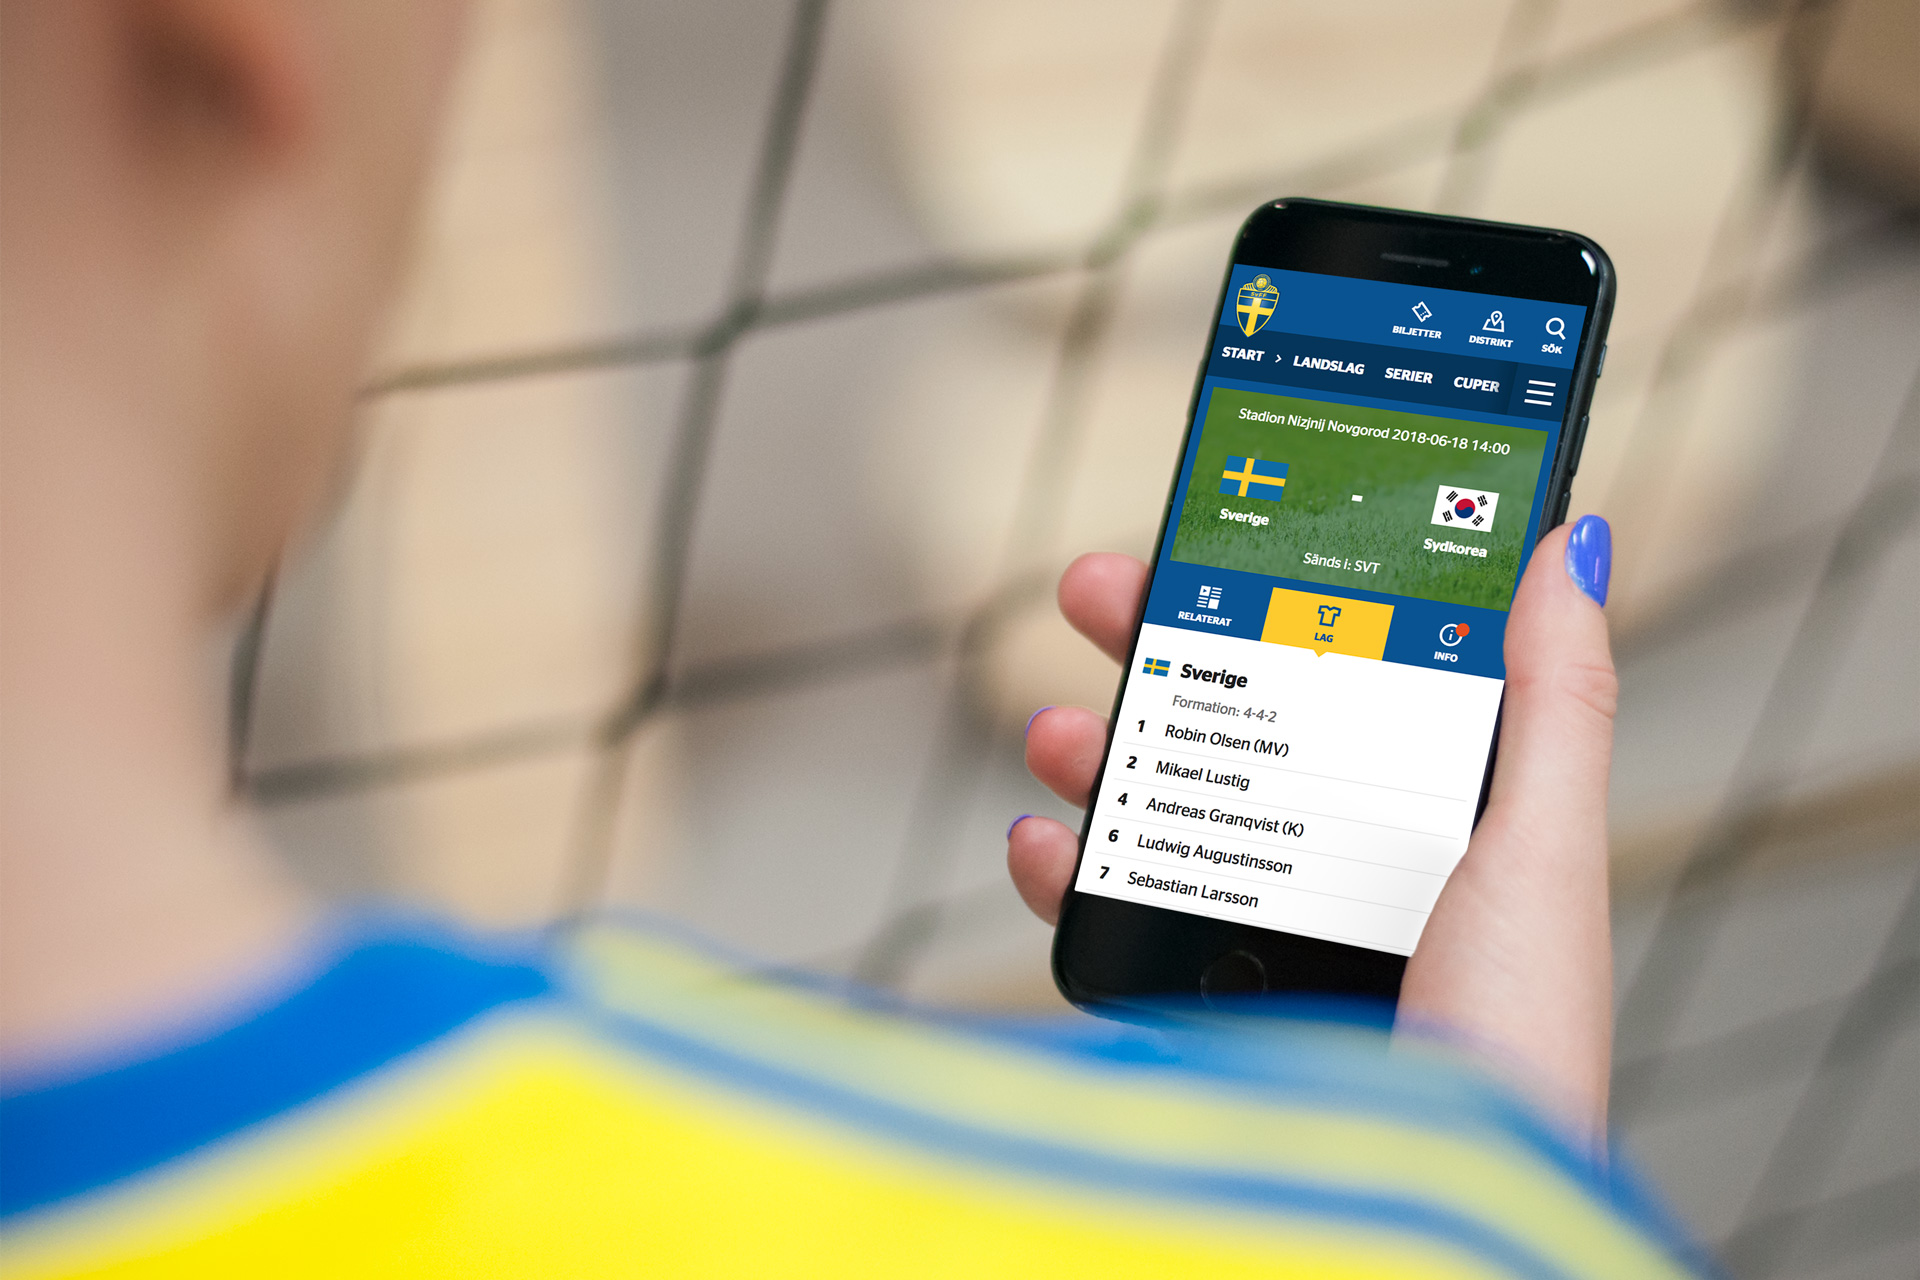 SvFF
BILJETTER
DISTRIKT
SÖK
START > LANDSLAG SERIER CUPER
Stadion Nizjnij Novgorod 2018-06-18 14:00
Sverige - Sydkorea
Sänds i: SVT
RELATERAT
LAG
INFO
Sverige
Formation: 4-4-2
1 Robin Olsen (MV)
2 Mikael Lustig
4 Andreas Granqvist (K)
6 Ludwig Augustinsson
7 Sebastian Larsson